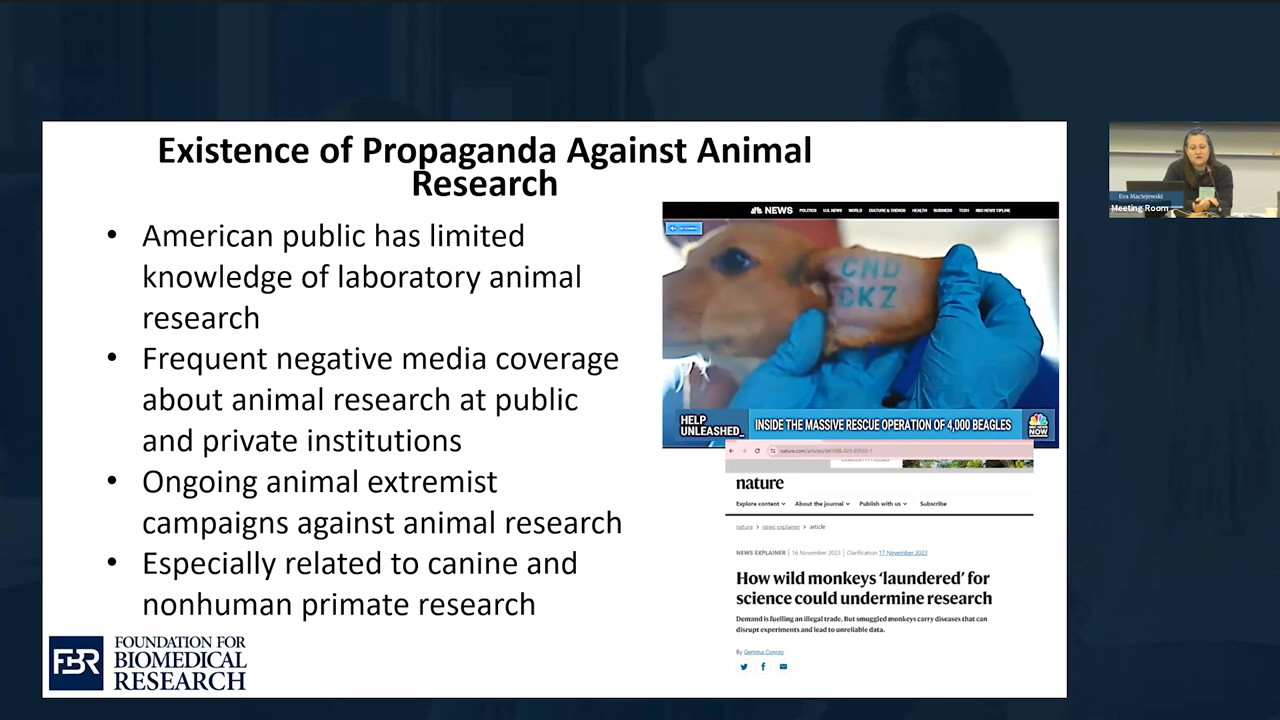 Existence of Propaganda Against Animal
Research
• American public has limited
knowledge of laboratory animal
research
• Frequent negative media coverage
about animal research at public
and private institutions
• Ongoing animal extremist
campaigns against animal research
• Especially related to canine and
nonhuman primate research
FBR
FOUNDATION FOR
BIOMEDICAL
RESEARCH
NEWS POLITICS U.S. NEWS WORLD CULTURE & TRENDS HEALTH BUSINESS TECH
CND
CKZ
HELP
UNLEASHED_
INSIDE THE MASSIVE RESCUE OPERATION OF 4,000 BEAGLES
NOW
nature
Explore content About the journal Publish with us Subscribe
nature > news explainer > article
NEWS EXPLAINER | 16 November 2023 | Clarification 17 November 2023
How wild monkeys ‘laundered’ for
science could undermine research
Demand is fuelling an illegal trade. But smuggled monkeys carry diseases that can
disrupt experiments and lead to unreliable data.
By Gemma Conroy
Eva Maciejewski
Meeting Room